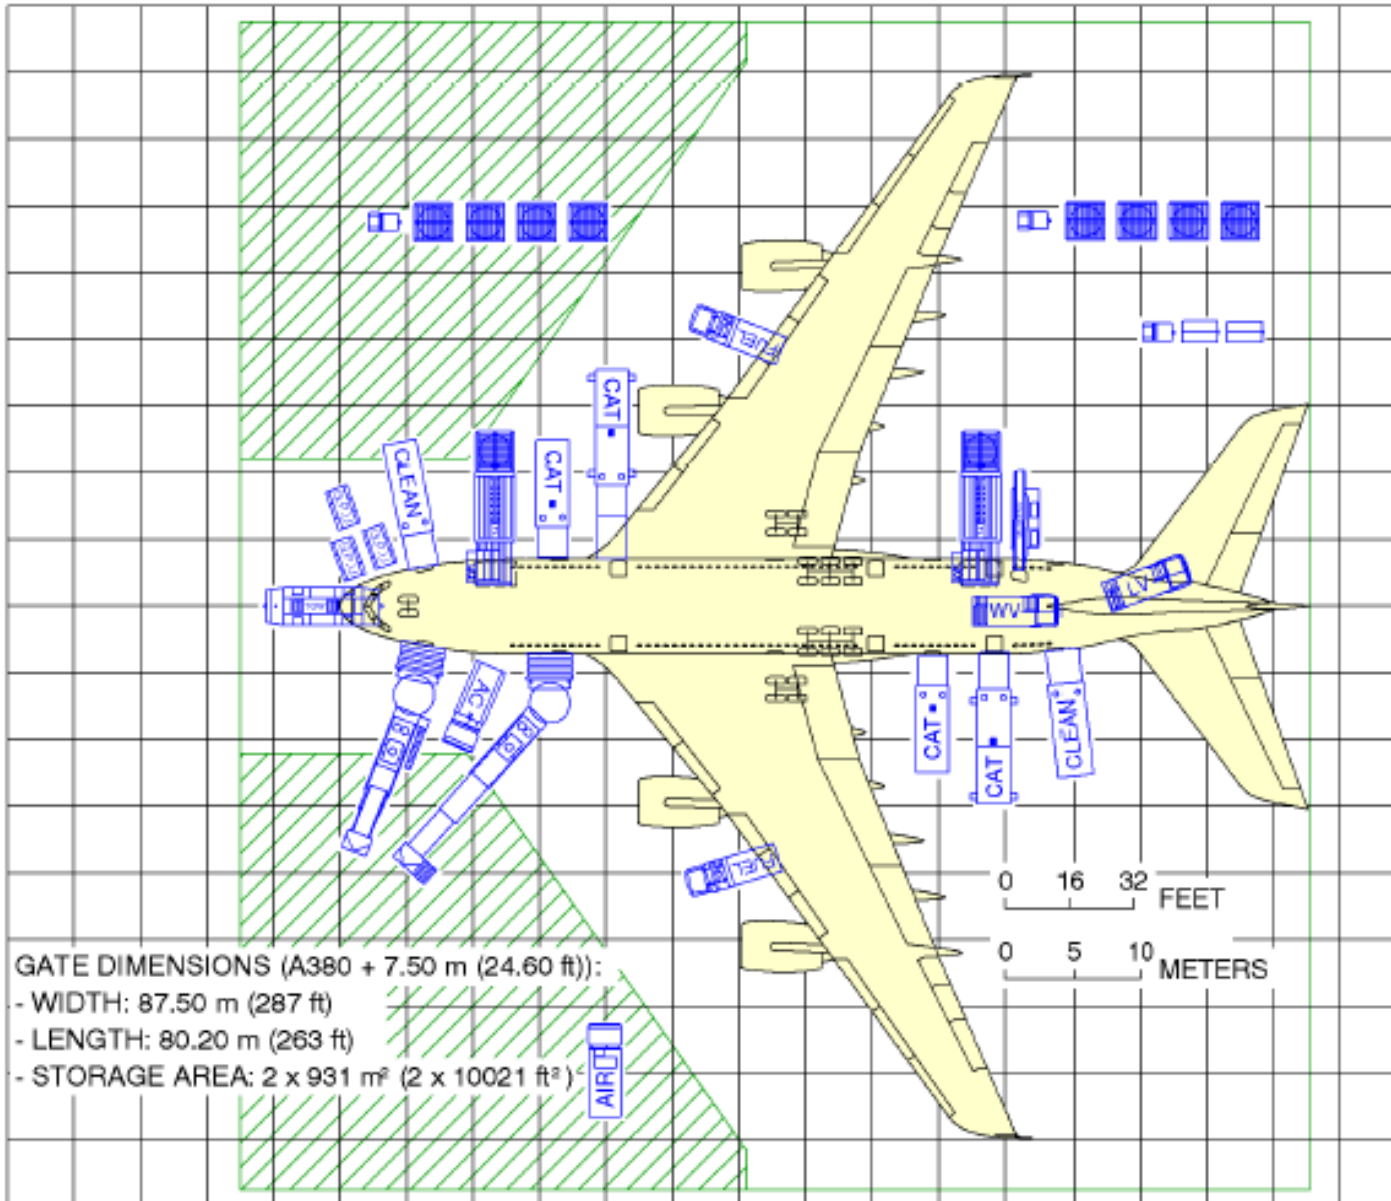 CAT
FUEL
CLEAN
CAT
TOW
WV
LAV
AC
CAT
CAT
CLEAN
FUEL
0 16 32
FEET
0 5 10
METERS
GATE DIMENSIONS (A380 + 7.50 m (24.60 ft)):
- WIDTH: 87.50 m (287 ft)
- LENGTH: 80.20 m (263 ft)
- STORAGE AREA: 2 x 931 m² (2 x 10021 ft²)
AIR